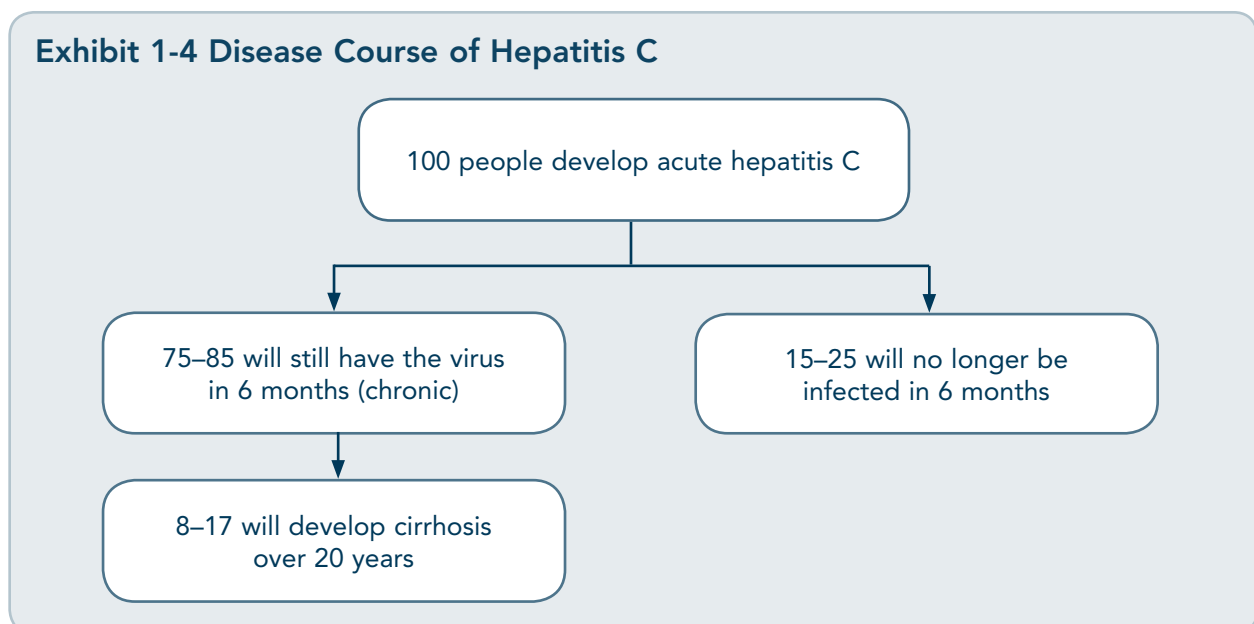 Exhibit 1-4 Disease Course of Hepatitis C
100 people develop acute hepatitis C
75–85 will still have the virus
in 6 months (chronic)
15–25 will no longer be
infected in 6 months
8–17 will develop cirrhosis
over 20 years